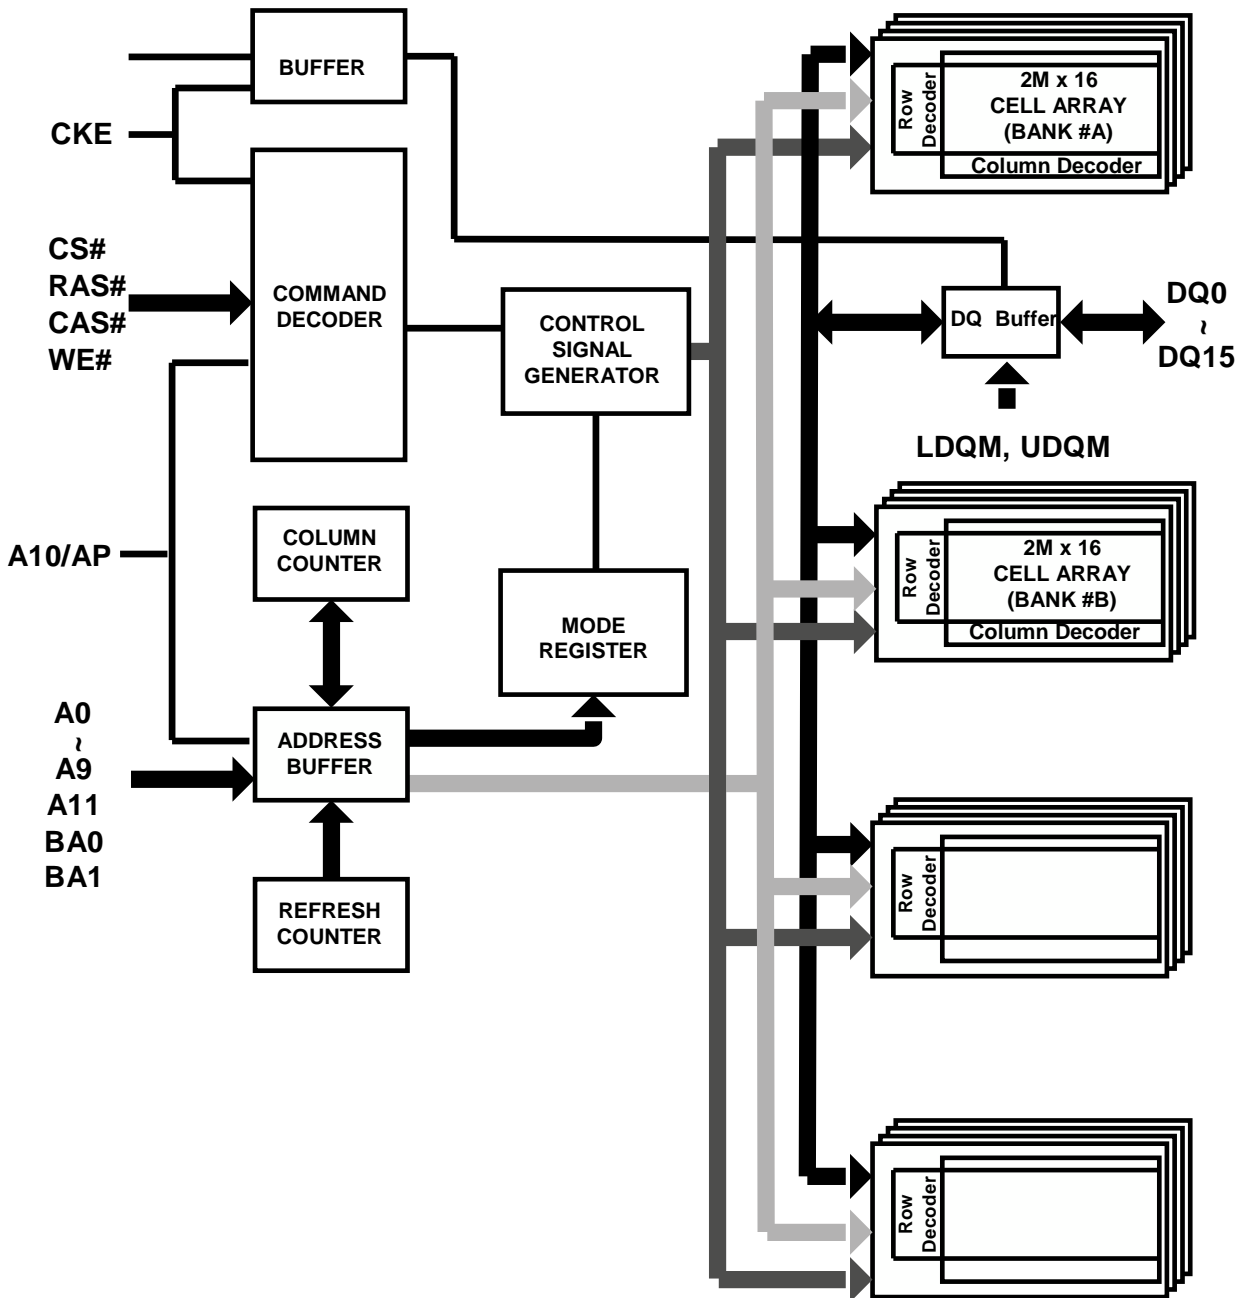 BUFFER
CKE
CS#
RAS#
CAS#
WE#
COMMAND
DECODER
CONTROL
SIGNAL
GENERATOR
COLUMN
COUNTER
A10/AP
MODE
REGISTER
A0
~
A9
A11
BA0
BA1
ADDRESS
BUFFER
REFRESH
COUNTER
Row
Decoder
2M x 16
CELL ARRAY
(BANK #A)
Column Decoder
DQ Buffer
DQ0
~
DQ15
LDQM, UDQM
Row
Decoder
2M x 16
CELL ARRAY
(BANK #B)
Column Decoder
Row
Decoder
Row
Decoder